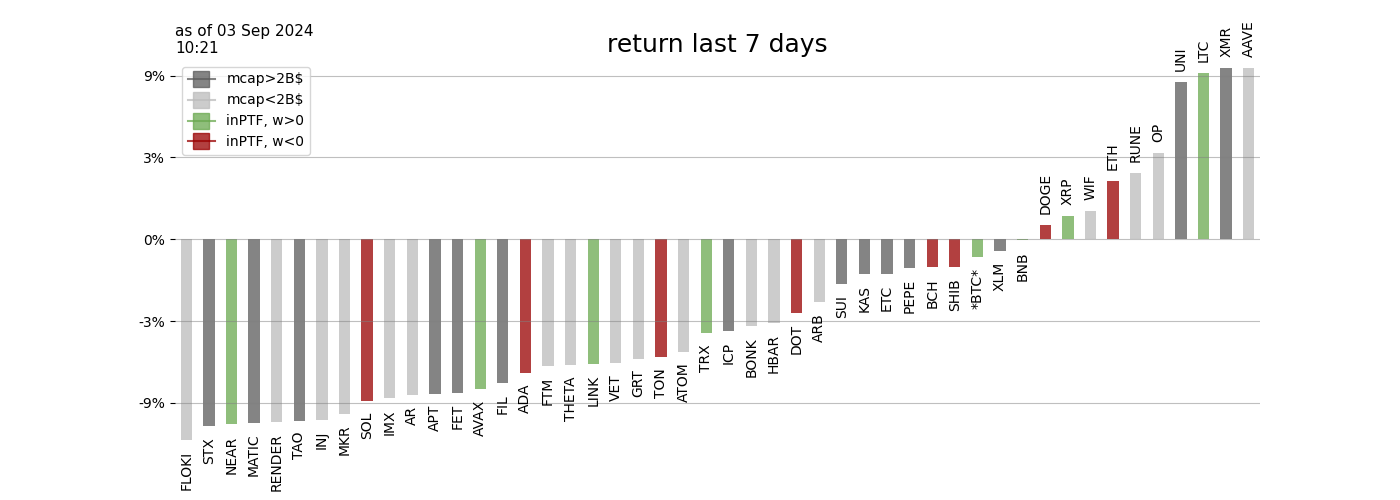 as of 03 Sep 2024
10:21
return last 7 days
mcap>2B$
mcap<2B$
inPTF, w>0
inPTF, w<0
9%
3%
0%
-3%
-9%
FLOKI
STX
NEAR
MATIC
RENDER
TAO
INJ
MKR
SOL
IMX
AR
APT
FET
AVAX
FIL
ADA
FTM
THETA
LINK
VET
GRT
TON
ATOM
TRX
ICP
BONK
HBAR
DOT
ARB
SUI
KAS
ETC
PEPE
BCH
SHIB
*BTC*
XLM
BNB
DOGE
XRP
WIF
ETH
RUNE
OP
UNI
LTC
XMR
AAVE